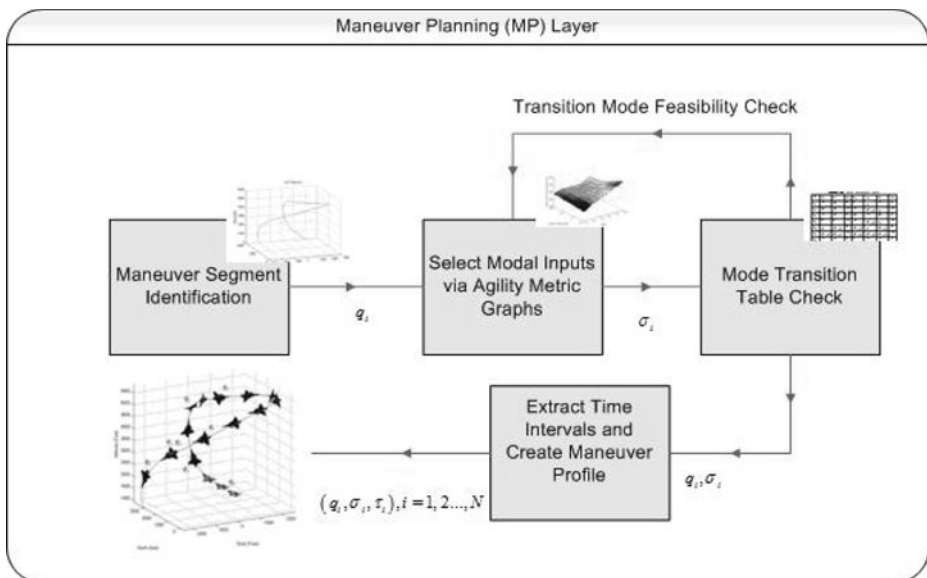 Maneuver Planning (MP) Layer
Transition Mode Feasibility Check
Maneuver Segment
Identification
q_i
Select Modal Inputs
via Agility Metric
Graphs
σ_i
Mode Transition
Table Check
Extract Time
Intervals and
Create Maneuver
Profile
q_i,σ_i
(q_i,σ_i,τ_i),i=1,2...,N